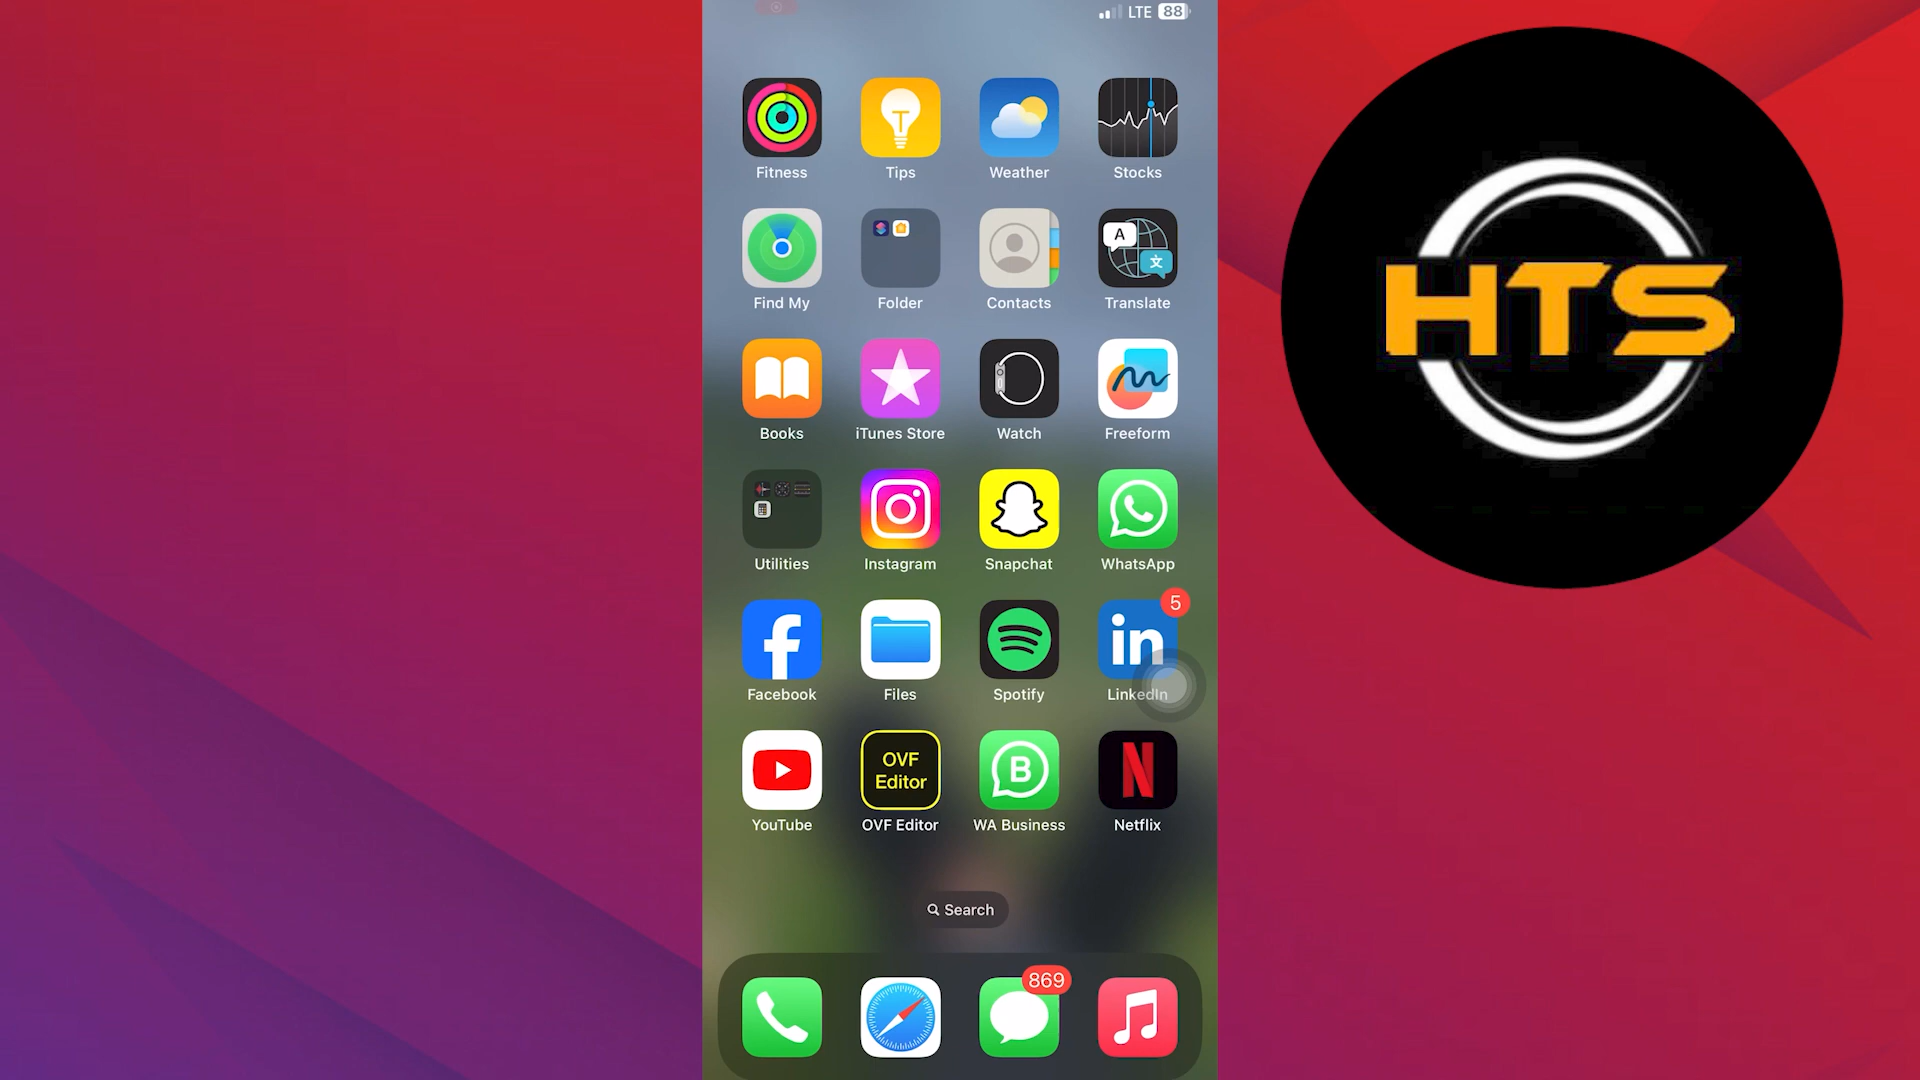 LTE 88
Fitness Tips Weather Stocks
A
文
Find My Folder Contacts Translate
Books iTunes Store Watch Freeform
Utilities Instagram Snapchat WhatsApp
5
f in
Facebook Files Spotify LinkedIn
OVF
Editor
B N
YouTube OVF Editor WA Business Netflix
Search
869
HTS